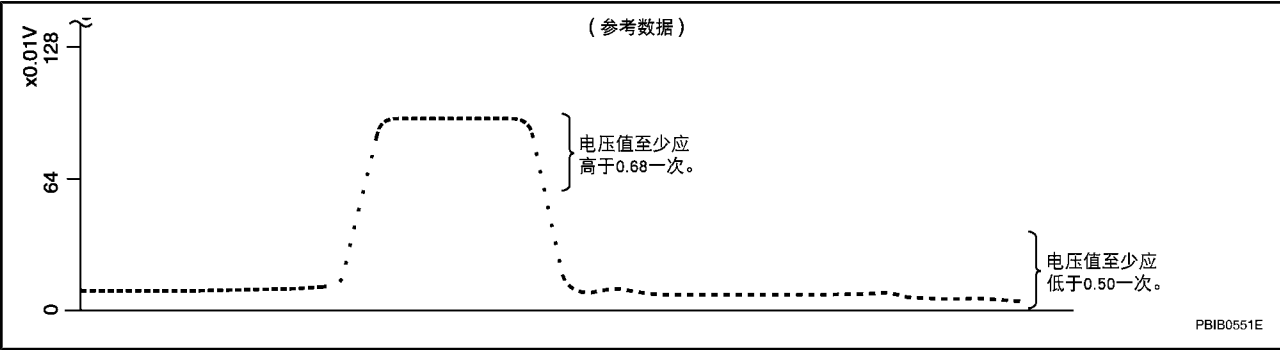 (参考数据)
x0.01V
128
64
0
电压值至少应
高于0.68一次。
电压值至少应
低于0.50一次。
PBIB0551E